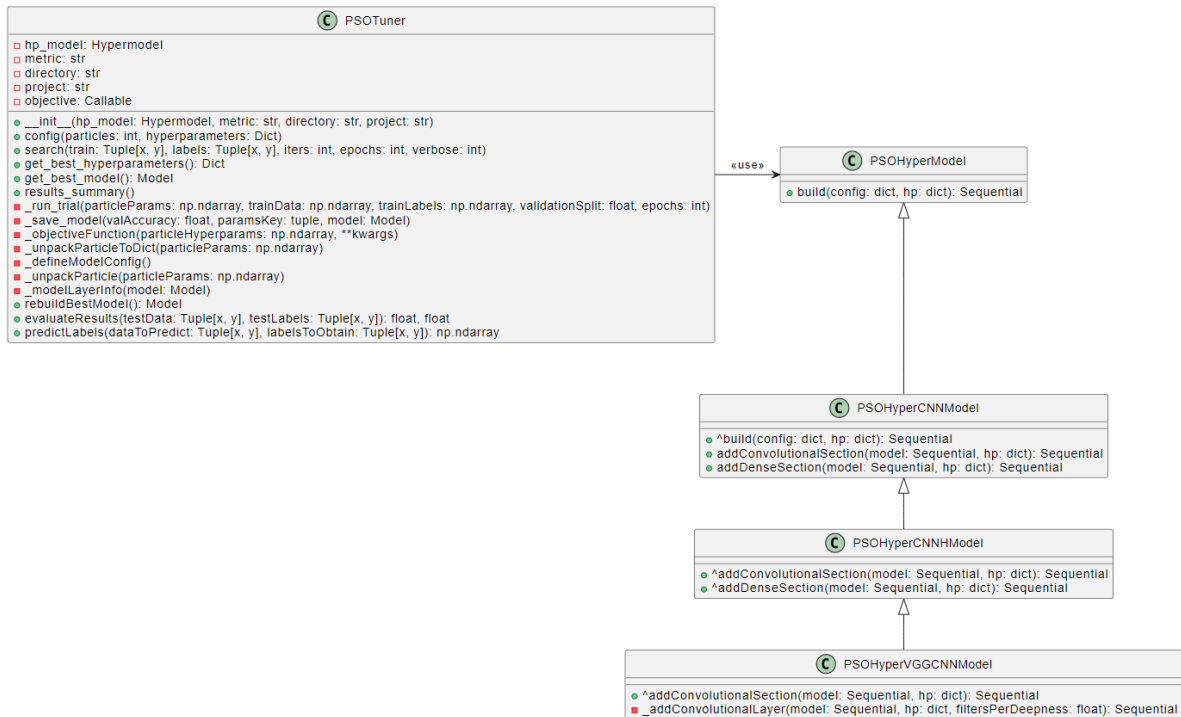 C PSOTuner
hp_model: Hypermodel
metric: str
directory: str
project: str
objective: Callable
__init__(hp_model: Hypermodel, metric: str, directory: str, project: str)
config(particles: int, hyperparameters: Dict)
search(train: Tuple[x, y], labels: Tuple[x, y], iters: int, epochs: int, verbose: int)
get_best_hyperparameters(): Dict
get_best_model(): Model
results_summary()
_run_trial(particleParams: np.ndarray, trainData: np.ndarray, trainLabels: np.ndarray, validationSplit: float, epochs: int)
_save_model(valAccuracy: float, paramsKey: tuple, model: Model)
_objectiveFunction(particleHyperparams: np.ndarray, **kwargs)
_unpackParticleToDict(particleParams: np.ndarray)
_defineModelConfig()
_unpackParticle(particleParams: np.ndarray)
_modelLayerInfo(model: Model)
rebuildBestModel(): Model
evaluateResults(testData: Tuple[x, y], testLabels: Tuple[x, y]): float, float
predictLabels(dataToPredict: Tuple[x, y], labelsToObtain: Tuple[x, y]): np.ndarray
«use»
C PSOHyperModel
build(config: dict, hp: dict): Sequential
C PSOHyperCNNModel
^build(config: dict, hp: dict): Sequential
addConvolutionalSection(model: Sequential, hp: dict): Sequential
addDenseSection(model: Sequential, hp: dict): Sequential
C PSOHyperCNNHModel
^addConvolutionalSection(model: Sequential, hp: dict): Sequential
^addDenseSection(model: Sequential, hp: dict): Sequential
C PSOHyperVGGCNNModel
^addConvolutionalSection(model: Sequential, hp: dict): Sequential
_addConvolutionalLayer(model: Sequential, hp: dict, filtersPerDeepness: float): Sequential